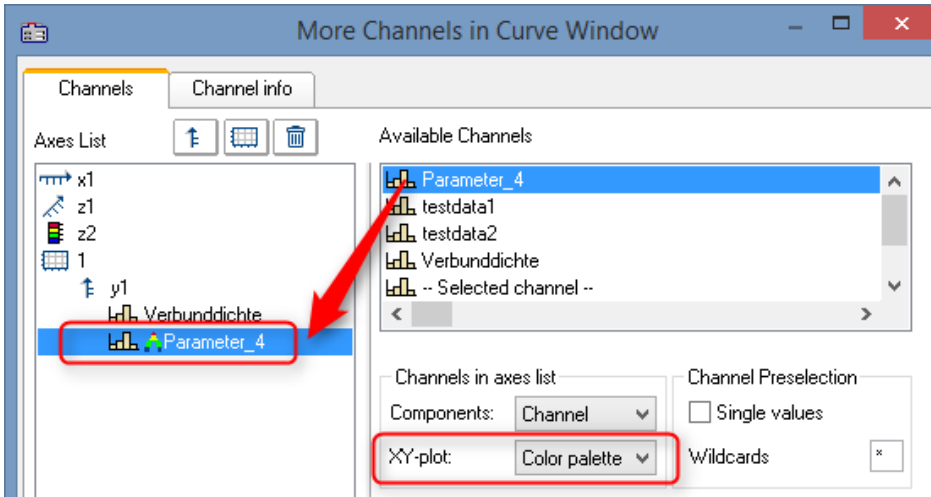 More Channels in Curve Window
Channels
Channel info
Axes List
x1
z1
z2
1
y1
Verbunddichte
Parameter_4
Available Channels
Parameter_4
testdata1
testdata2
Verbunddichte
-- Selected channel --
Channels in axes list
Components: Channel
XY-plot: Color palette
Channel Preselection
Single values
Wildcards *